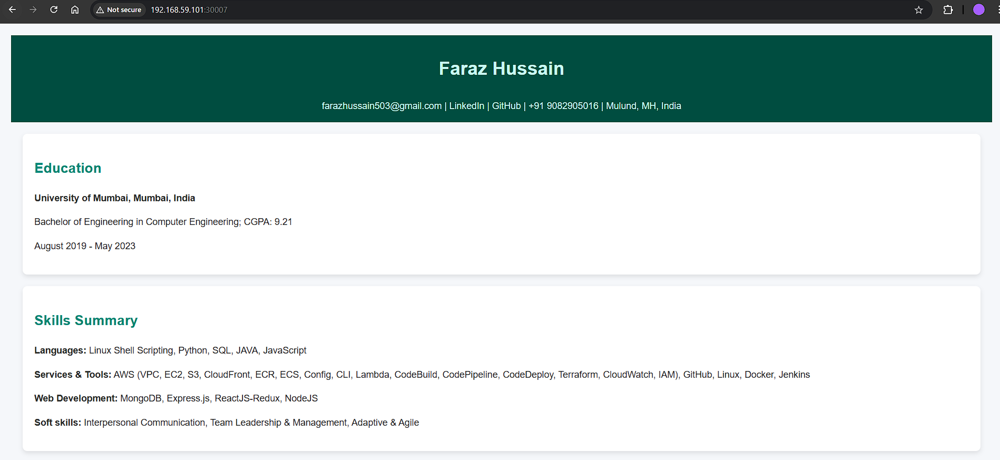 Not secure 192.168.59.101:30007
Faraz Hussain
farazhussain503@gmail.com | LinkedIn | GitHub | +91 9082905016 | Mulund, MH, India
Education
University of Mumbai, Mumbai, India
Bachelor of Engineering in Computer Engineering; CGPA: 9.21
August 2019 - May 2023
Skills Summary
Languages: Linux Shell Scripting, Python, SQL, JAVA, JavaScript
Services & Tools: AWS (VPC, EC2, S3, CloudFront, ECR, ECS, Config, CLI, Lambda, CodeBuild, CodePipeline, CodeDeploy, Terraform, CloudWatch, IAM), GitHub, Linux, Docker, Jenkins
Web Development: MongoDB, Express.js, ReactJS-Redux, NodeJS
Soft skills: Interpersonal Communication, Team Leadership & Management, Adaptive & Agile